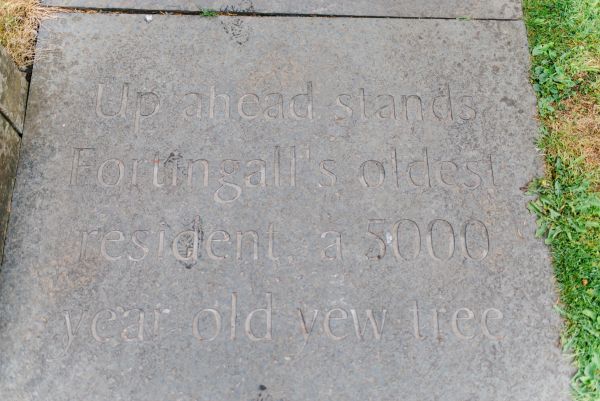 Up ahead stands
Fortingall's oldest
resident, a 5000
year old yew tree